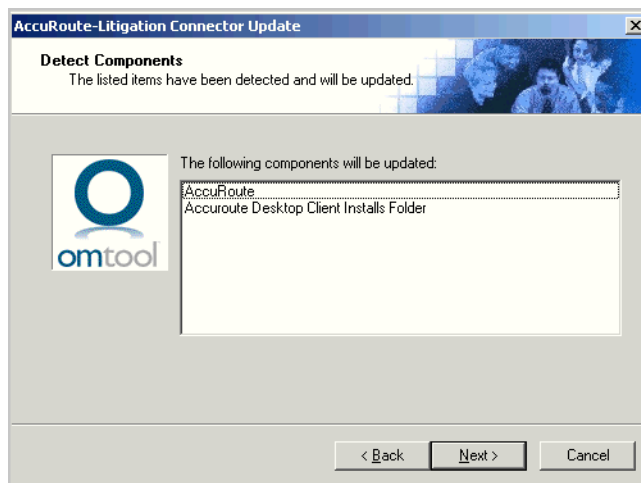 AccuRoute-Litigation Connector Update
Detect Components
The listed items have been detected and will be updated.
The following components will be updated:
AccuRoute
Accuroute Desktop Client Installs Folder
omtool
< Back
Next >
Cancel